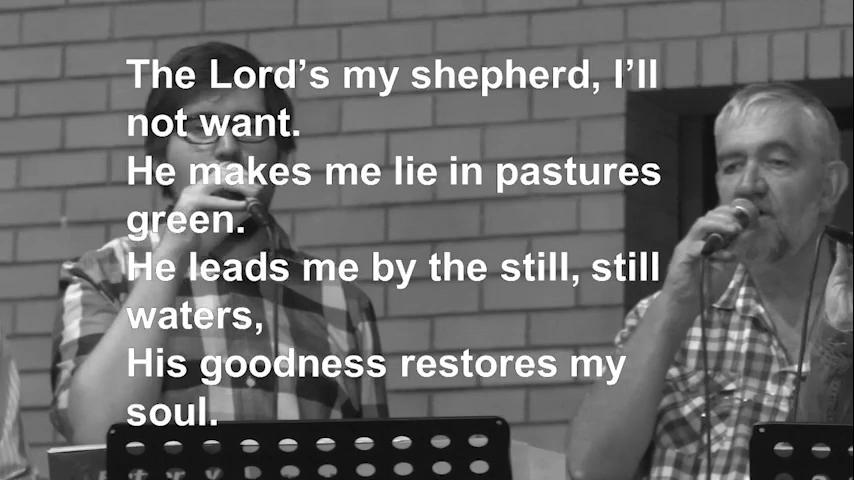 The Lord’s my shepherd, I’ll
not want.
He makes me lie in pastures
green.
He leads me by the still, still
waters,
His goodness restores my
soul.